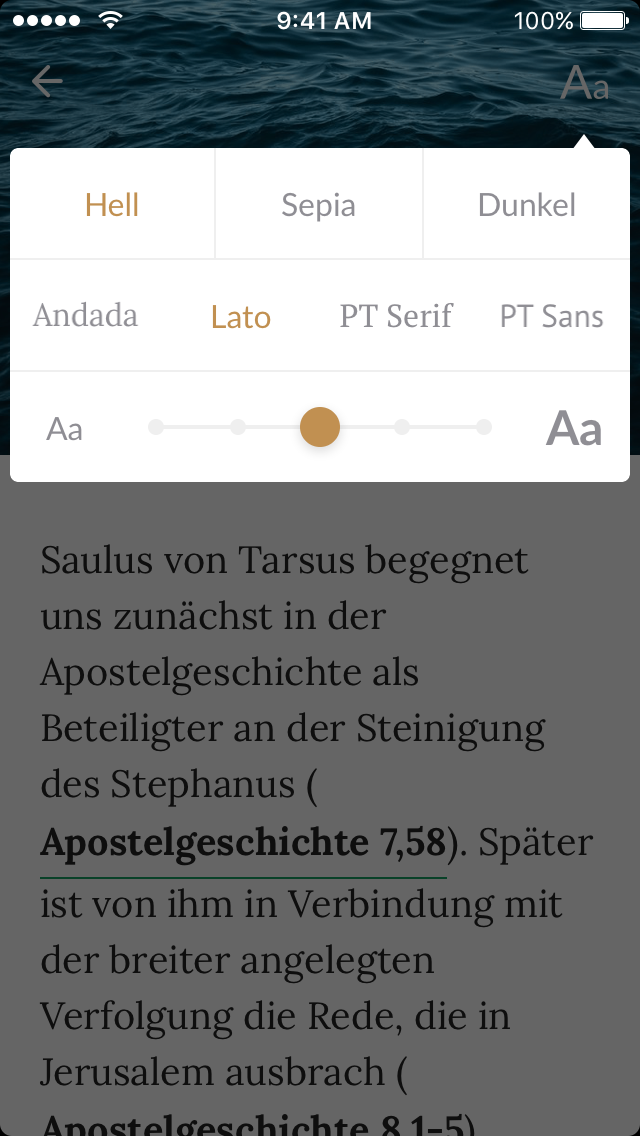 9:41 AM 100%
Aa
Hell Sepia Dunkel
Andada Lato PT Serif PT Sans
Aa Aa
Saulus von Tarsus begegnet
uns zunächst in der
Apostelgeschichte als
Beteiligter an der Steinigung
des Stephanus (
Apostelgeschichte 7,58). Später
ist von ihm in Verbindung mit
der breiter angelegten
Verfolgung die Rede, die in
Jerusalem ausbrach (
Apostelgeschichte 8,1-5)